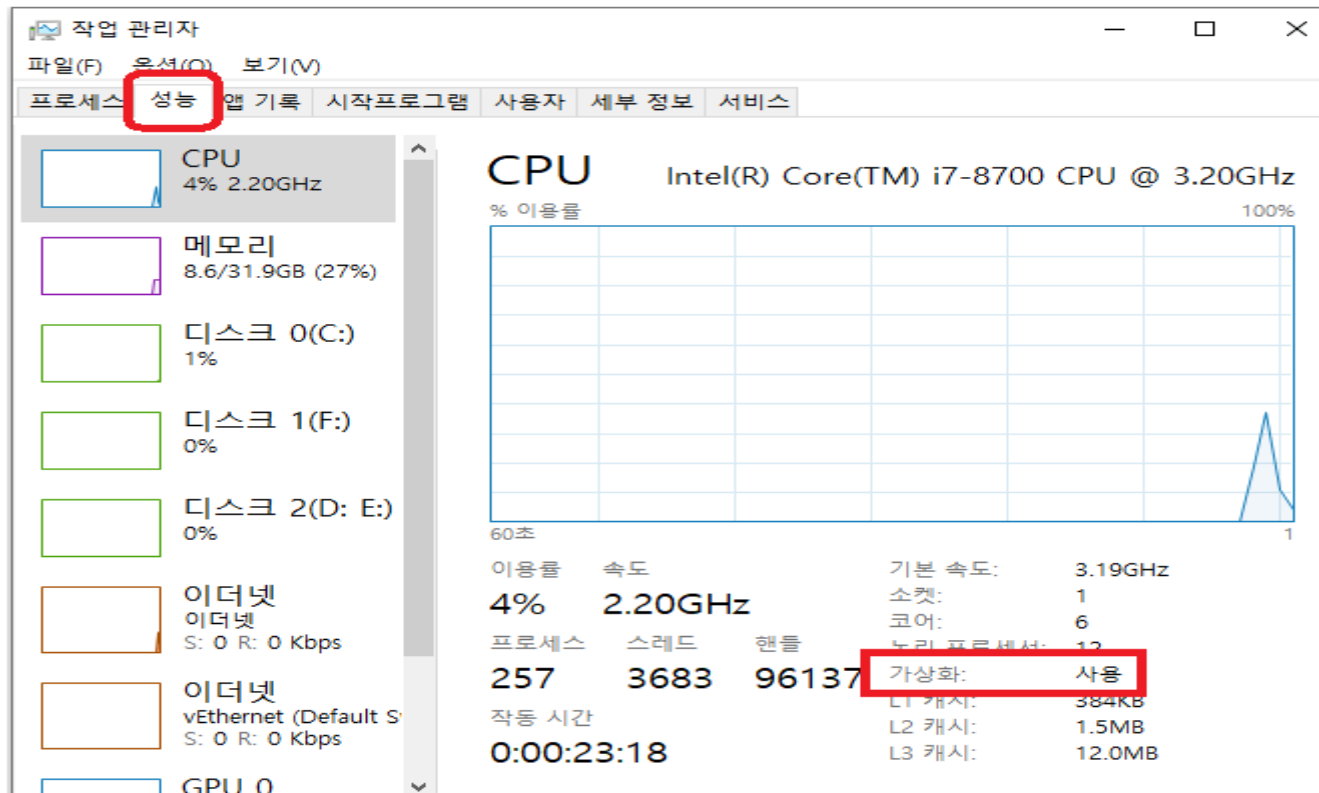 작업 관리자
파일(F) 옵션(O) 보기(V)
프로세스 성능 앱 기록 시작프로그램 사용자 세부 정보 서비스
CPU
4% 2.20GHz
메모리
8.6/31.9GB (27%)
디스크 0(C:)
1%
디스크 1(F:)
0%
디스크 2(D: E:)
0%
이더넷
이더넷
S: 0 R: 0 Kbps
이더넷
vEthernet (Default S
S: 0 R: 0 Kbps
GPU 0
CPU Intel(R) Core(TM) i7-8700 CPU @ 3.20GHz
% 이용률 100%
60초 1
이용률 속도
4% 2.20GHz
프로세스 스레드 핸들
257 3683 96137
작동 시간
0:00:23:18
기본 속도: 3.19GHz
소켓: 1
코어: 6
논리 프로세서: 12
가상화: 사용
L1 캐시: 384KB
L2 캐시: 1.5MB
L3 캐시: 12.0MB